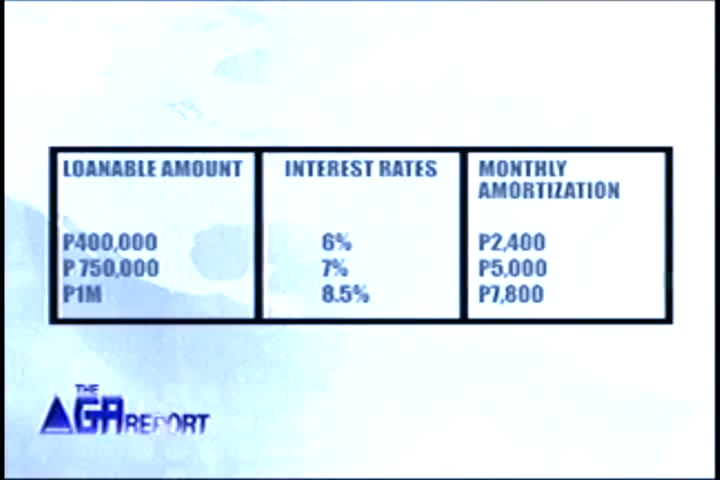 LOANABLE AMOUNT
P400,000
P 750,000
P1M
INTEREST RATES
6%
7%
8.5%
MONTHLY
AMORTIZATION
P2,400
P5,000
P7,800
THE
AGA REPORT